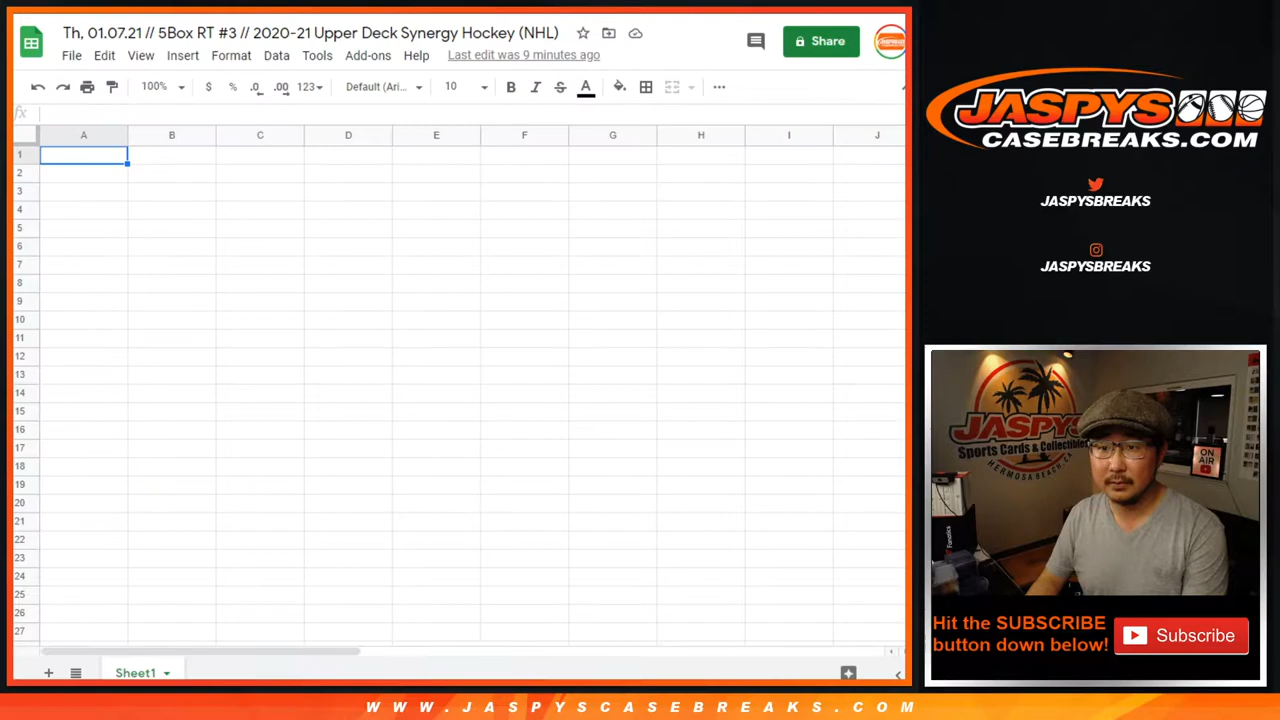 Th, 01.07.21 // 5Box RT #3 // 2020-21 Upper Deck Synergy Hockey (NHL)
File Edit View Insert Format Data Tools Add-ons Help Last edit was 9 minutes ago
Share
100% $ % .0 .00 123 Default (Ari... 10 B I S A
fx
A B C D E F G H I J
1
2
3
4
5
6
7
8
9
10
11
12
13
14
15
16
17
18
19
20
21
22
23
24
25
26
27
Sheet1
JASPYS
CASEBREAKS.COM
JASPYSBREAKS
JASPYSBREAKS
JASPYS
Sports Cards & Collectibles
HERMOSA BEACH, CA
ON
AIR
Fanatics
Hit the SUBSCRIBE
button down below!
Subscribe
WWW.JASPYSCASEBREAKS.COM